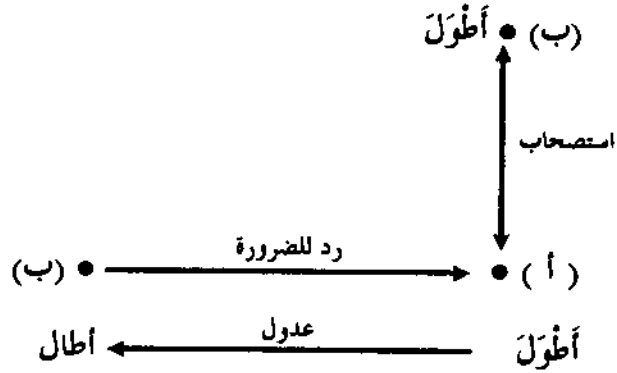 (ب) • أَطْوَلَ
استصحاب
رد للضرورة
( أ ) • • (ب)
عدول
أَطْوَلَ أطال